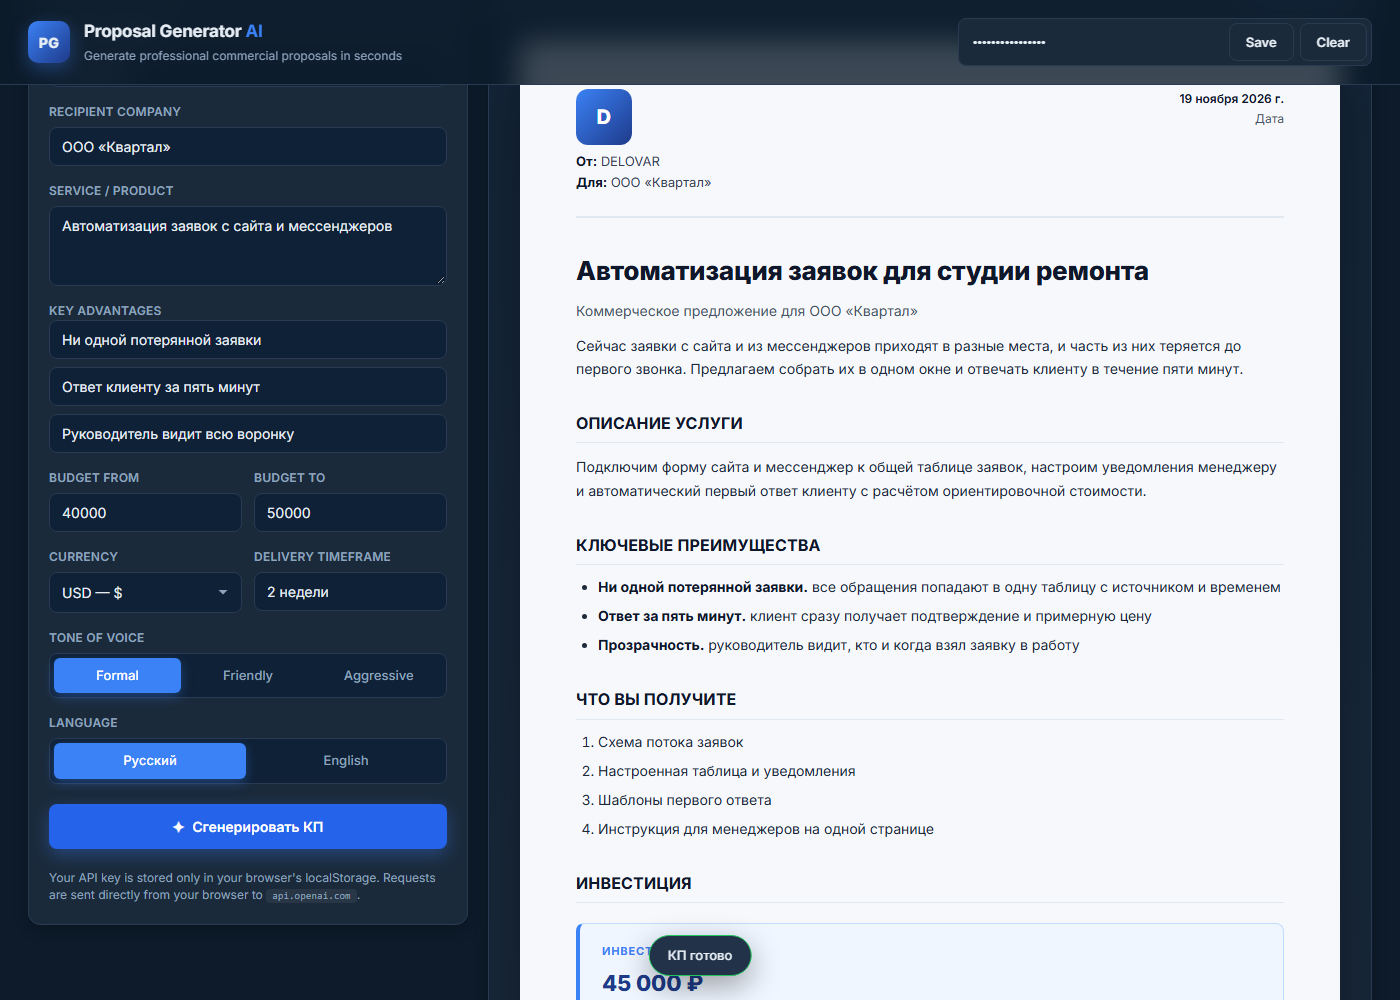 PG
Proposal Generator AI
Generate professional commercial proposals in seconds
••••••••••••••••
Save
Clear
RECIPIENT COMPANY
ООО «Квартал»
SERVICE / PRODUCT
Автоматизация заявок с сайта и мессенджеров
KEY ADVANTAGES
Ни одной потерянной заявки
Ответ клиенту за пять минут
Руководитель видит всю воронку
BUDGET FROM
BUDGET TO
40000
50000
CURRENCY
DELIVERY TIMEFRAME
USD — $
2 недели
TONE OF VOICE
Formal
Friendly
Aggressive
LANGUAGE
Русский
English
✦ Сгенерировать КП
Your API key is stored only in your browser's localStorage. Requests
are sent directly from your browser to api.openai.com.
D
19 ноября 2026 г.
Дата
От: DELOVAR
Для: ООО «Квартал»
Автоматизация заявок для студии ремонта
Коммерческое предложение для ООО «Квартал»
Сейчас заявки с сайта и из мессенджеров приходят в разные места, и часть из них теряется до
первого звонка. Предлагаем собрать их в одном окне и отвечать клиенту в течение пяти минут.
ОПИСАНИЕ УСЛУГИ
Подключим форму сайта и мессенджер к общей таблице заявок, настроим уведомления менеджеру
и автоматический первый ответ клиенту с расчётом ориентировочной стоимости.
КЛЮЧЕВЫЕ ПРЕИМУЩЕСТВА
• Ни одной потерянной заявки. все обращения попадают в одну таблицу с источником и временем
• Ответ за пять минут. клиент сразу получает подтверждение и примерную цену
• Прозрачность. руководитель видит, кто и когда взял заявку в работу
ЧТО ВЫ ПОЛУЧИТЕ
1. Схема потока заявок
2. Настроенная таблица и уведомления
3. Шаблоны первого ответа
4. Инструкция для менеджеров на одной странице
ИНВЕСТИЦИЯ
ИНВЕСТ
КП готово
45 000 ₽